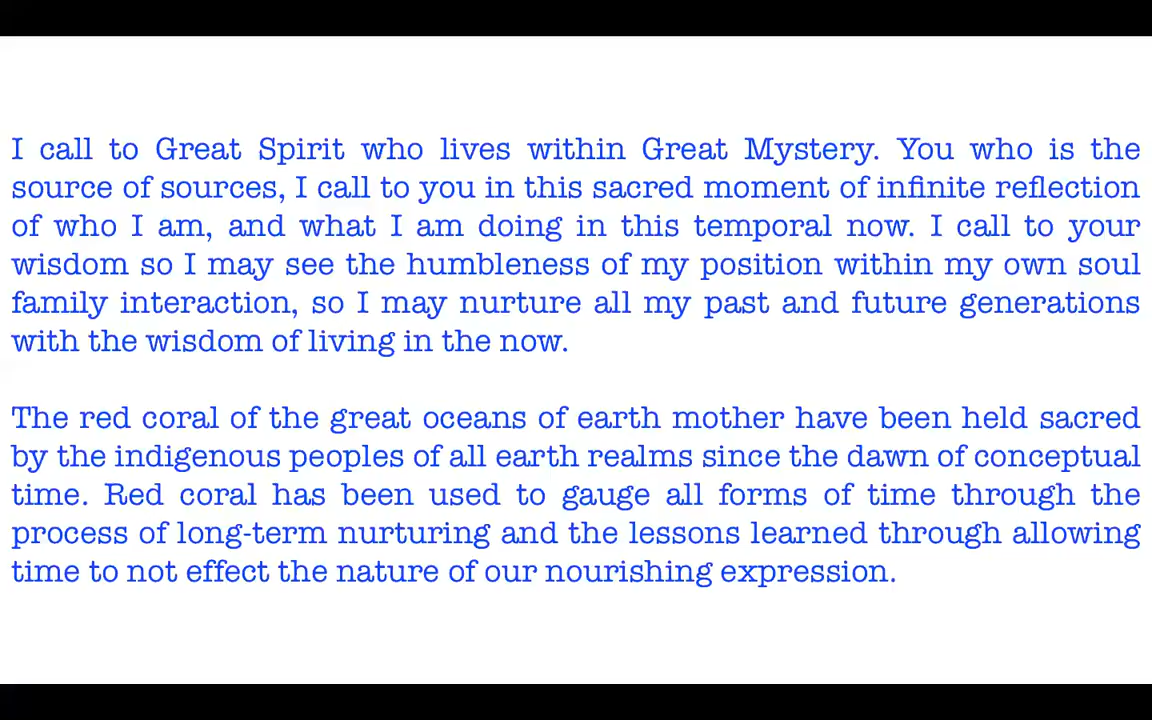 I call to Great Spirit who lives within Great Mystery. You who is the
source of sources, I call to you in this sacred moment of infinite reflection
of who I am, and what I am doing in this temporal now. I call to your
wisdom so I may see the humbleness of my position within my own soul
family interaction, so I may nurture all my past and future generations
with the wisdom of living in the now.
The red coral of the great oceans of earth mother have been held sacred
by the indigenous peoples of all earth realms since the dawn of conceptual
time. Red coral has been used to gauge all forms of time through the
process of long-term nurturing and the lessons learned through allowing
time to not effect the nature of our nourishing expression.